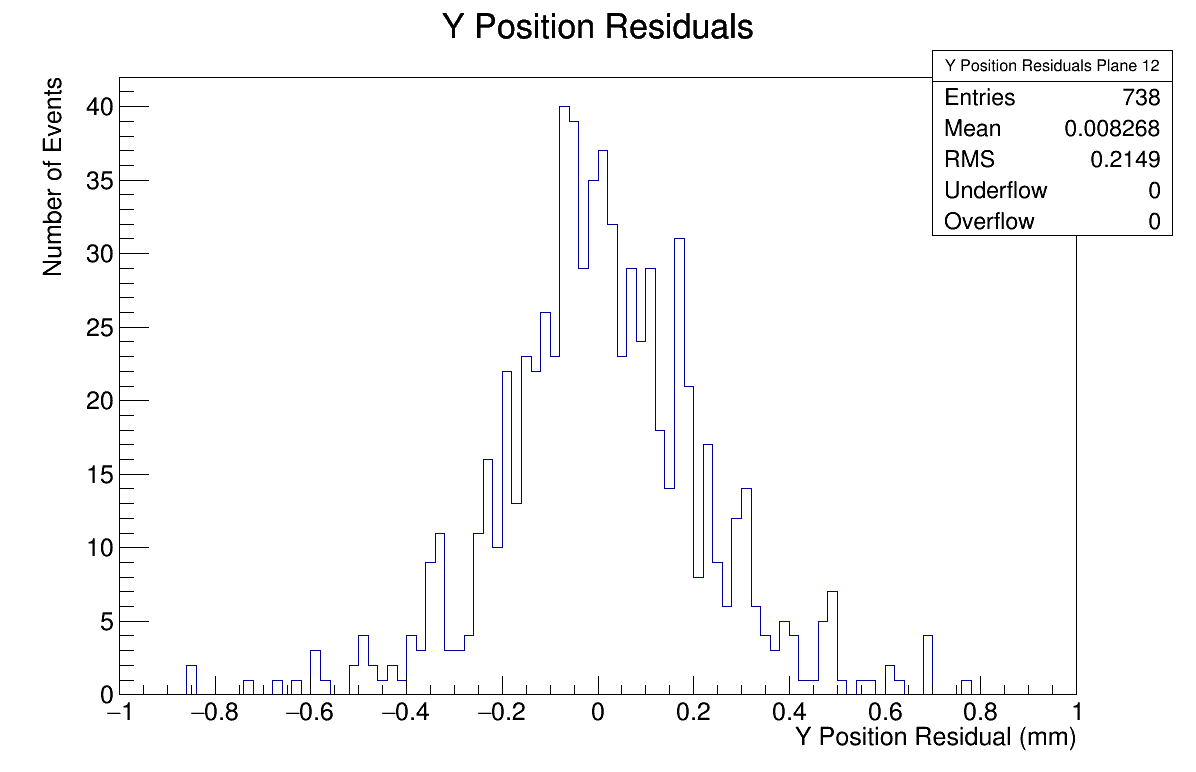 Y Position Residuals
Y Position Residuals Plane 12
Entries 738
Mean 0.008268
RMS 0.2149
Underflow 0
Overflow 0
Number of Events
40
35
30
25
20
15
10
5
0
−1 −0.8 −0.6 −0.4 −0.2 0 0.2 0.4 0.6 0.8 1
Y Position Residual (mm)